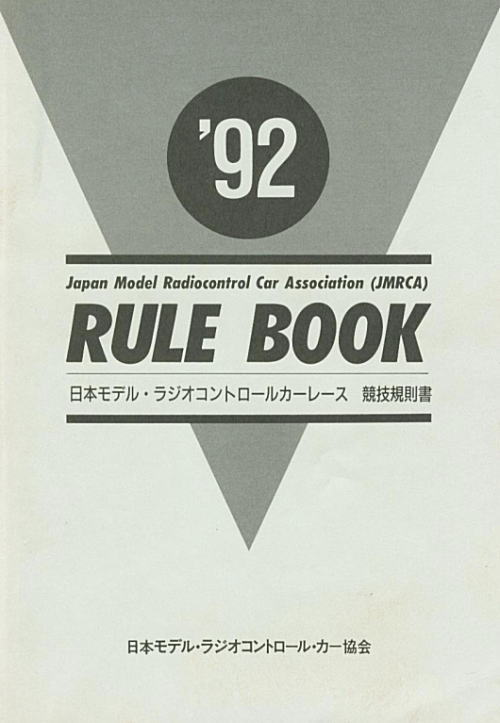 '92
Japan Model Radiocontrol Car Association (JMRCA)
RULE BOOK
日本モデル・ラジオコントロールカーレース 競技規則書
日本モデル・ラジオコントロール・カー協会